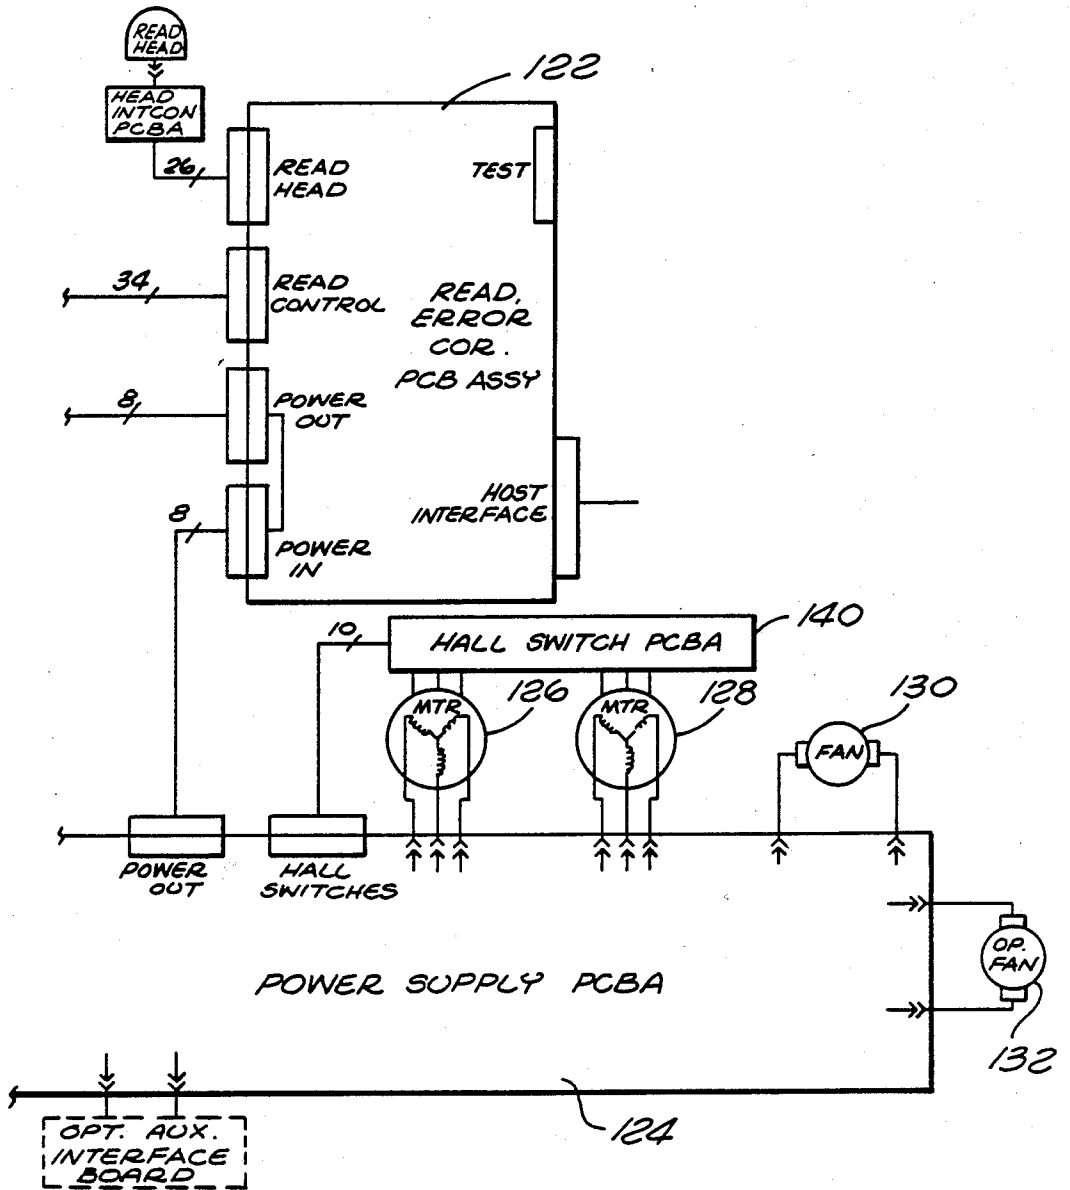 READ
HEAD
HEAD
INTCON
PCBA
122
26
READ
HEAD
TEST
34
READ
CONTROL
READ,
ERROR
COR.
PCB ASSY
8
POWER
OUT
8
POWER
IN
HOST
INTERFACE
10
HALL SWITCH PCBA
140
MTR
126
MTR
128
FAN
130
POWER
OUT
HALL
SWITCHES
OP.
FAN
132
POWER SUPPLY PCBA
124
OPT. AUX.
INTERFACE
BOARD